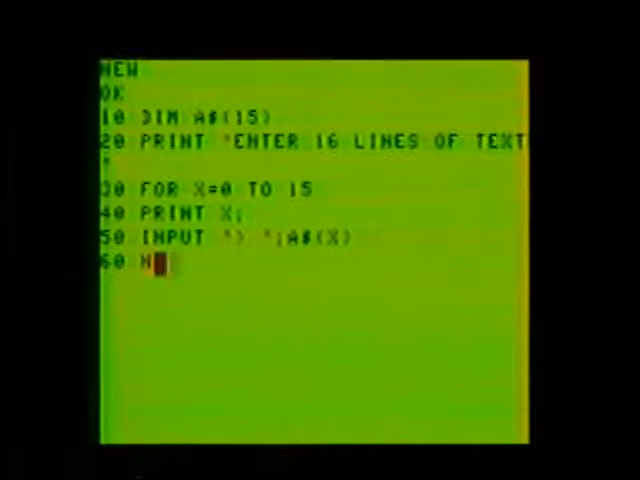 NEW
OK
10 DIM A$(15)
20 PRINT "ENTER 16 LINES OF TEXT
"
30 FOR X=0 TO 15
40 PRINT X;
50 INPUT "> ";A$(X)
60 N